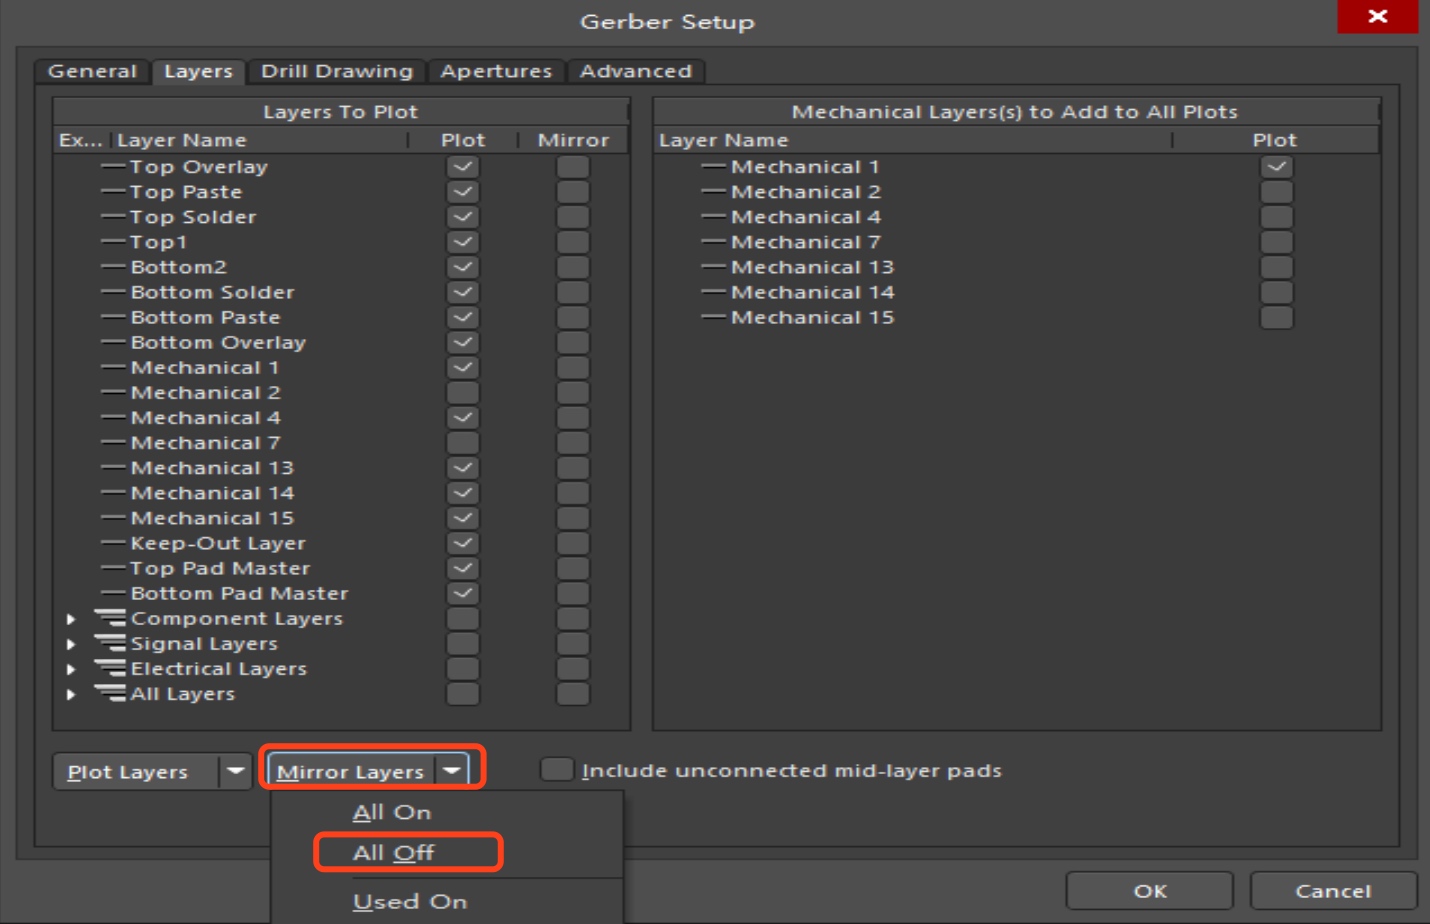 Gerber Setup
General Layers Drill Drawing Apertures Advanced
Layers To Plot
Ex... Layer Name Plot Mirror
Top Overlay
Top Paste
Top Solder
Top1
Bottom2
Bottom Solder
Bottom Paste
Bottom Overlay
Mechanical 1
Mechanical 2
Mechanical 4
Mechanical 7
Mechanical 13
Mechanical 14
Mechanical 15
Keep-Out Layer
Top Pad Master
Bottom Pad Master
Component Layers
Signal Layers
Electrical Layers
All Layers
Mechanical Layers(s) to Add to All Plots
Layer Name Plot
Mechanical 1
Mechanical 2
Mechanical 4
Mechanical 7
Mechanical 13
Mechanical 14
Mechanical 15
Plot Layers Mirror Layers Include unconnected mid-layer pads
All On
All Off
Used On
OK Cancel